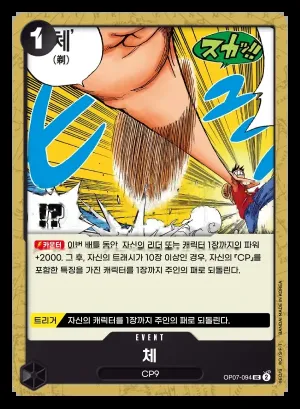 1
체
(剃)
スカッ!!
!?
카운터 이번 배틀 동안, 자신의 리더 또는 캐릭터 1장까지의 파워
+2000. 그 후, 자신의 트래시가 10장 이상인 경우, 자신의 『CP』를
포함한 특징을 가진 캐릭터를 1장까지 주인의 패로 되돌린다.
트리거 자신의 캐릭터를 1장까지 주인의 패로 되돌린다.
EVENT
체
CP9
OP07-094 UC 2